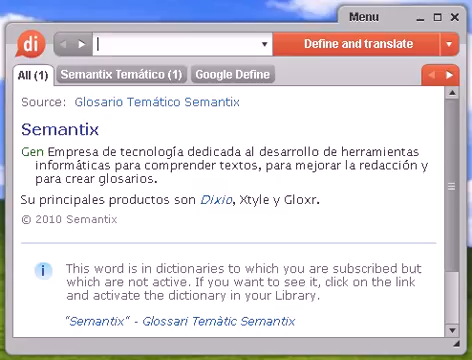 Menu
di
Define and translate
All (1)
Semantix Temático (1)
Google Define
Source: Glosario Temático Semantix
Semantix
Gen Empresa de tecnología dedicada al desarrollo de herramientas
informáticas para comprender textos, para mejorar la redacción y
para crear glosarios.
Su principales productos son Dixio, Xtyle y Gloxr.
© 2010 Semantix
i
This word is in dictionaries to which you are subscribed but
which are not active. If you want to see it, click on the link
and activate the dictionary in your Library.
"Semantix" - Glossari Temàtic Semantix